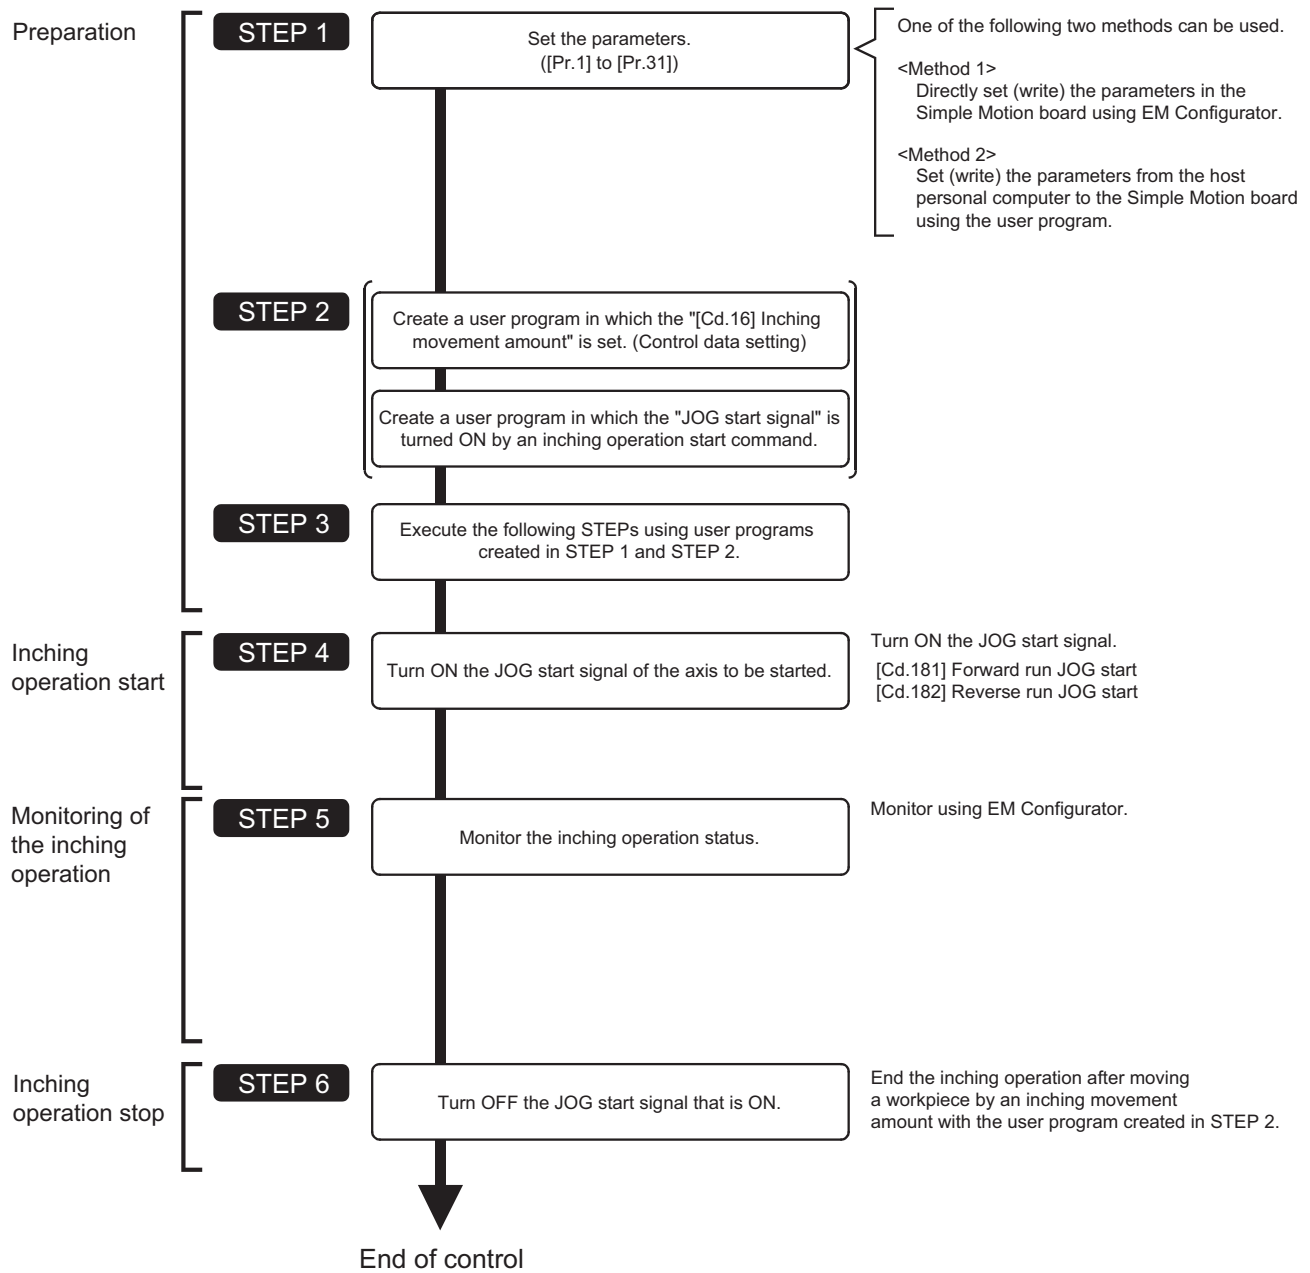 Preparation
STEP 1
Set the parameters.
([Pr.1] to [Pr.31])
One of the following two methods can be used.
<Method 1>
Directly set (write) the parameters in the
Simple Motion board using EM Configurator.
<Method 2>
Set (write) the parameters from the host
personal computer to the Simple Motion board
using the user program.
STEP 2
Create a user program in which the "[Cd.16] Inching
movement amount" is set. (Control data setting)
Create a user program in which the "JOG start signal" is
turned ON by an inching operation start command.
STEP 3
Execute the following STEPs using user programs
created in STEP 1 and STEP 2.
Inching
operation start
STEP 4
Turn ON the JOG start signal of the axis to be started.
Turn ON the JOG start signal.
[Cd.181] Forward run JOG start
[Cd.182] Reverse run JOG start
Monitoring of
the inching
operation
STEP 5
Monitor the inching operation status.
Monitor using EM Configurator.
Inching
operation stop
STEP 6
Turn OFF the JOG start signal that is ON.
End the inching operation after moving
a workpiece by an inching movement
amount with the user program created in STEP 2.
End of control